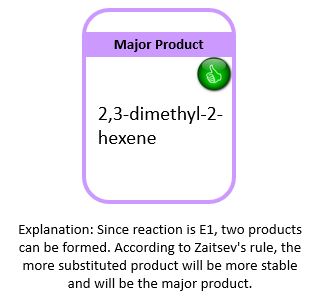 Major Product
2,3-dimethyl-2-
hexene
Explanation: Since reaction is E1, two products
can be formed. According to Zaitsev's rule, the
more substituted product will be more stable
and will be the major product.